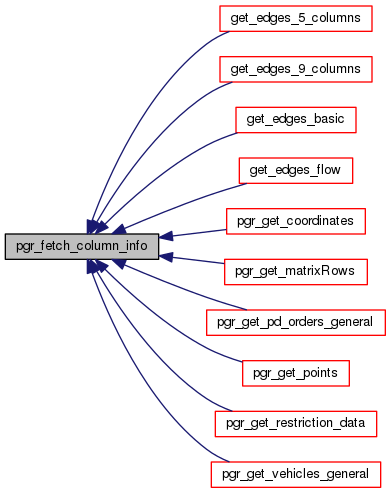 get_edges_5_columns
get_edges_9_columns
get_edges_basic
get_edges_flow
pgr_get_coordinates
pgr_fetch_column_info
pgr_get_matrixRows
pgr_get_pd_orders_general
pgr_get_points
pgr_get_restriction_data
pgr_get_vehicles_general